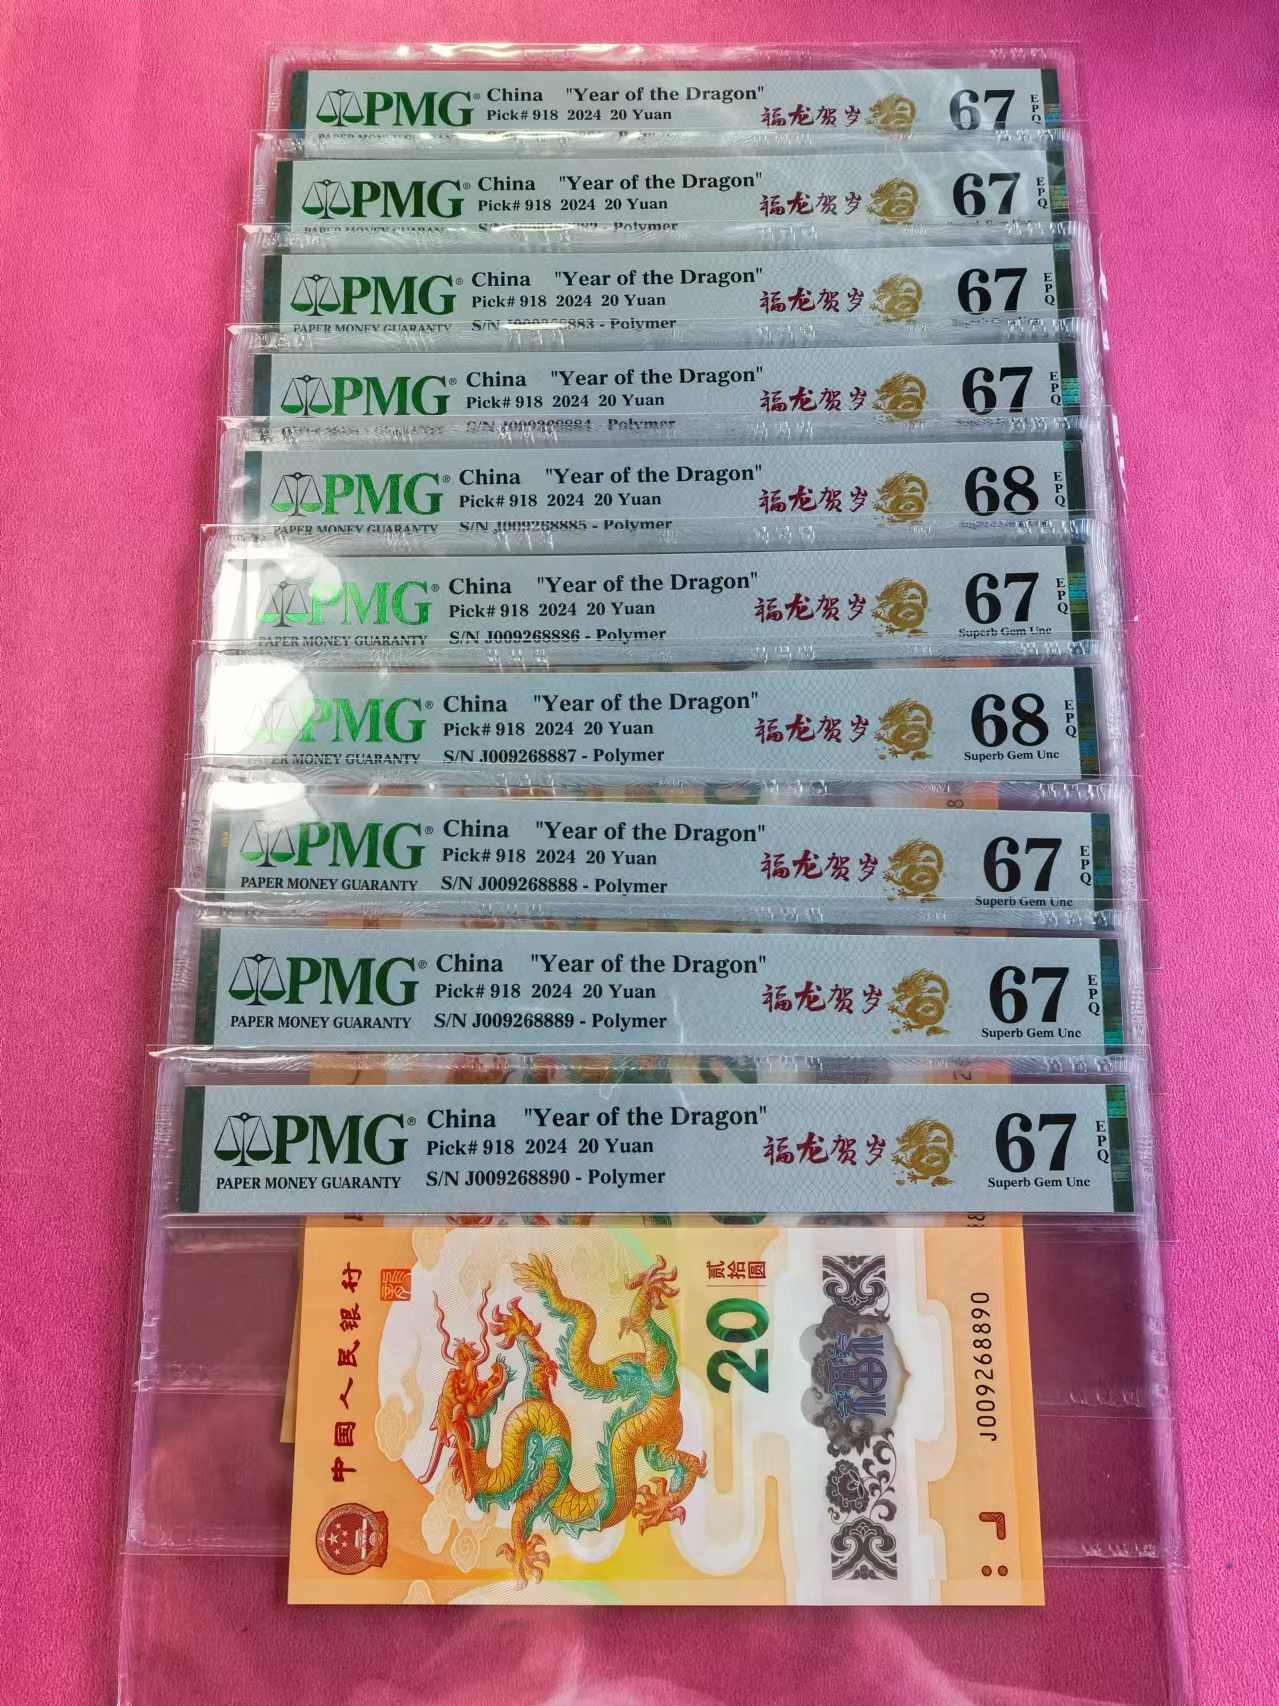 PMG® China "Year of the Dragon"
Pick# 918 2024 20 Yuan
福龙贺岁
67 EPQ
PMG® China "Year of the Dragon"
Pick# 918 2024 20 Yuan
福龙贺岁
67 EPQ
PMG® China "Year of the Dragon"
Pick# 918 2024 20 Yuan
PAPER MONEY GUARANTY S/N J009268883 - Polymer
福龙贺岁
67 EPQ
PMG® China "Year of the Dragon"
Pick# 918 2024 20 Yuan
S/N J009268884 - Polymer
福龙贺岁
67 EPQ
PMG® China "Year of the Dragon"
Pick# 918 2024 20 Yuan
PAPER MONEY GUARANTY S/N J009268885 - Polymer
福龙贺岁
68 EPQ
PMG® China "Year of the Dragon"
Pick# 918 2024 20 Yuan
PAPER MONEY GUARANTY S/N J009268886 - Polymer
福龙贺岁
67 EPQ
Superb Gem Unc
PMG® China "Year of the Dragon"
Pick# 918 2024 20 Yuan
PAPER MONEY GUARANTY S/N J009268887 - Polymer
福龙贺岁
68 EPQ
Superb Gem Unc
PMG® China "Year of the Dragon"
Pick# 918 2024 20 Yuan
PAPER MONEY GUARANTY S/N J009268888 - Polymer
福龙贺岁
67 EPQ
Superb Gem Unc
PMG® China "Year of the Dragon"
Pick# 918 2024 20 Yuan
PAPER MONEY GUARANTY S/N J009268889 - Polymer
福龙贺岁
67 EPQ
Superb Gem Unc
PMG® China "Year of the Dragon"
Pick# 918 2024 20 Yuan
PAPER MONEY GUARANTY S/N J009268890 - Polymer
福龙贺岁
67 EPQ
Superb Gem Unc
中国人民银行
贰拾圆
20
J009268890